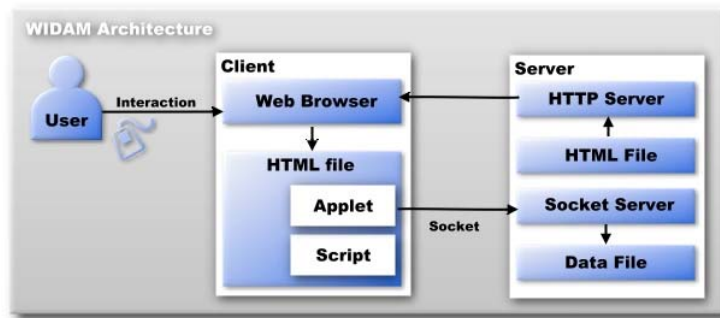 WIDAM Architecture
User
Interaction
Client
Web Browser
HTML file
Applet
Script
Socket
Server
HTTP Server
HTML File
Socket Server
Data File